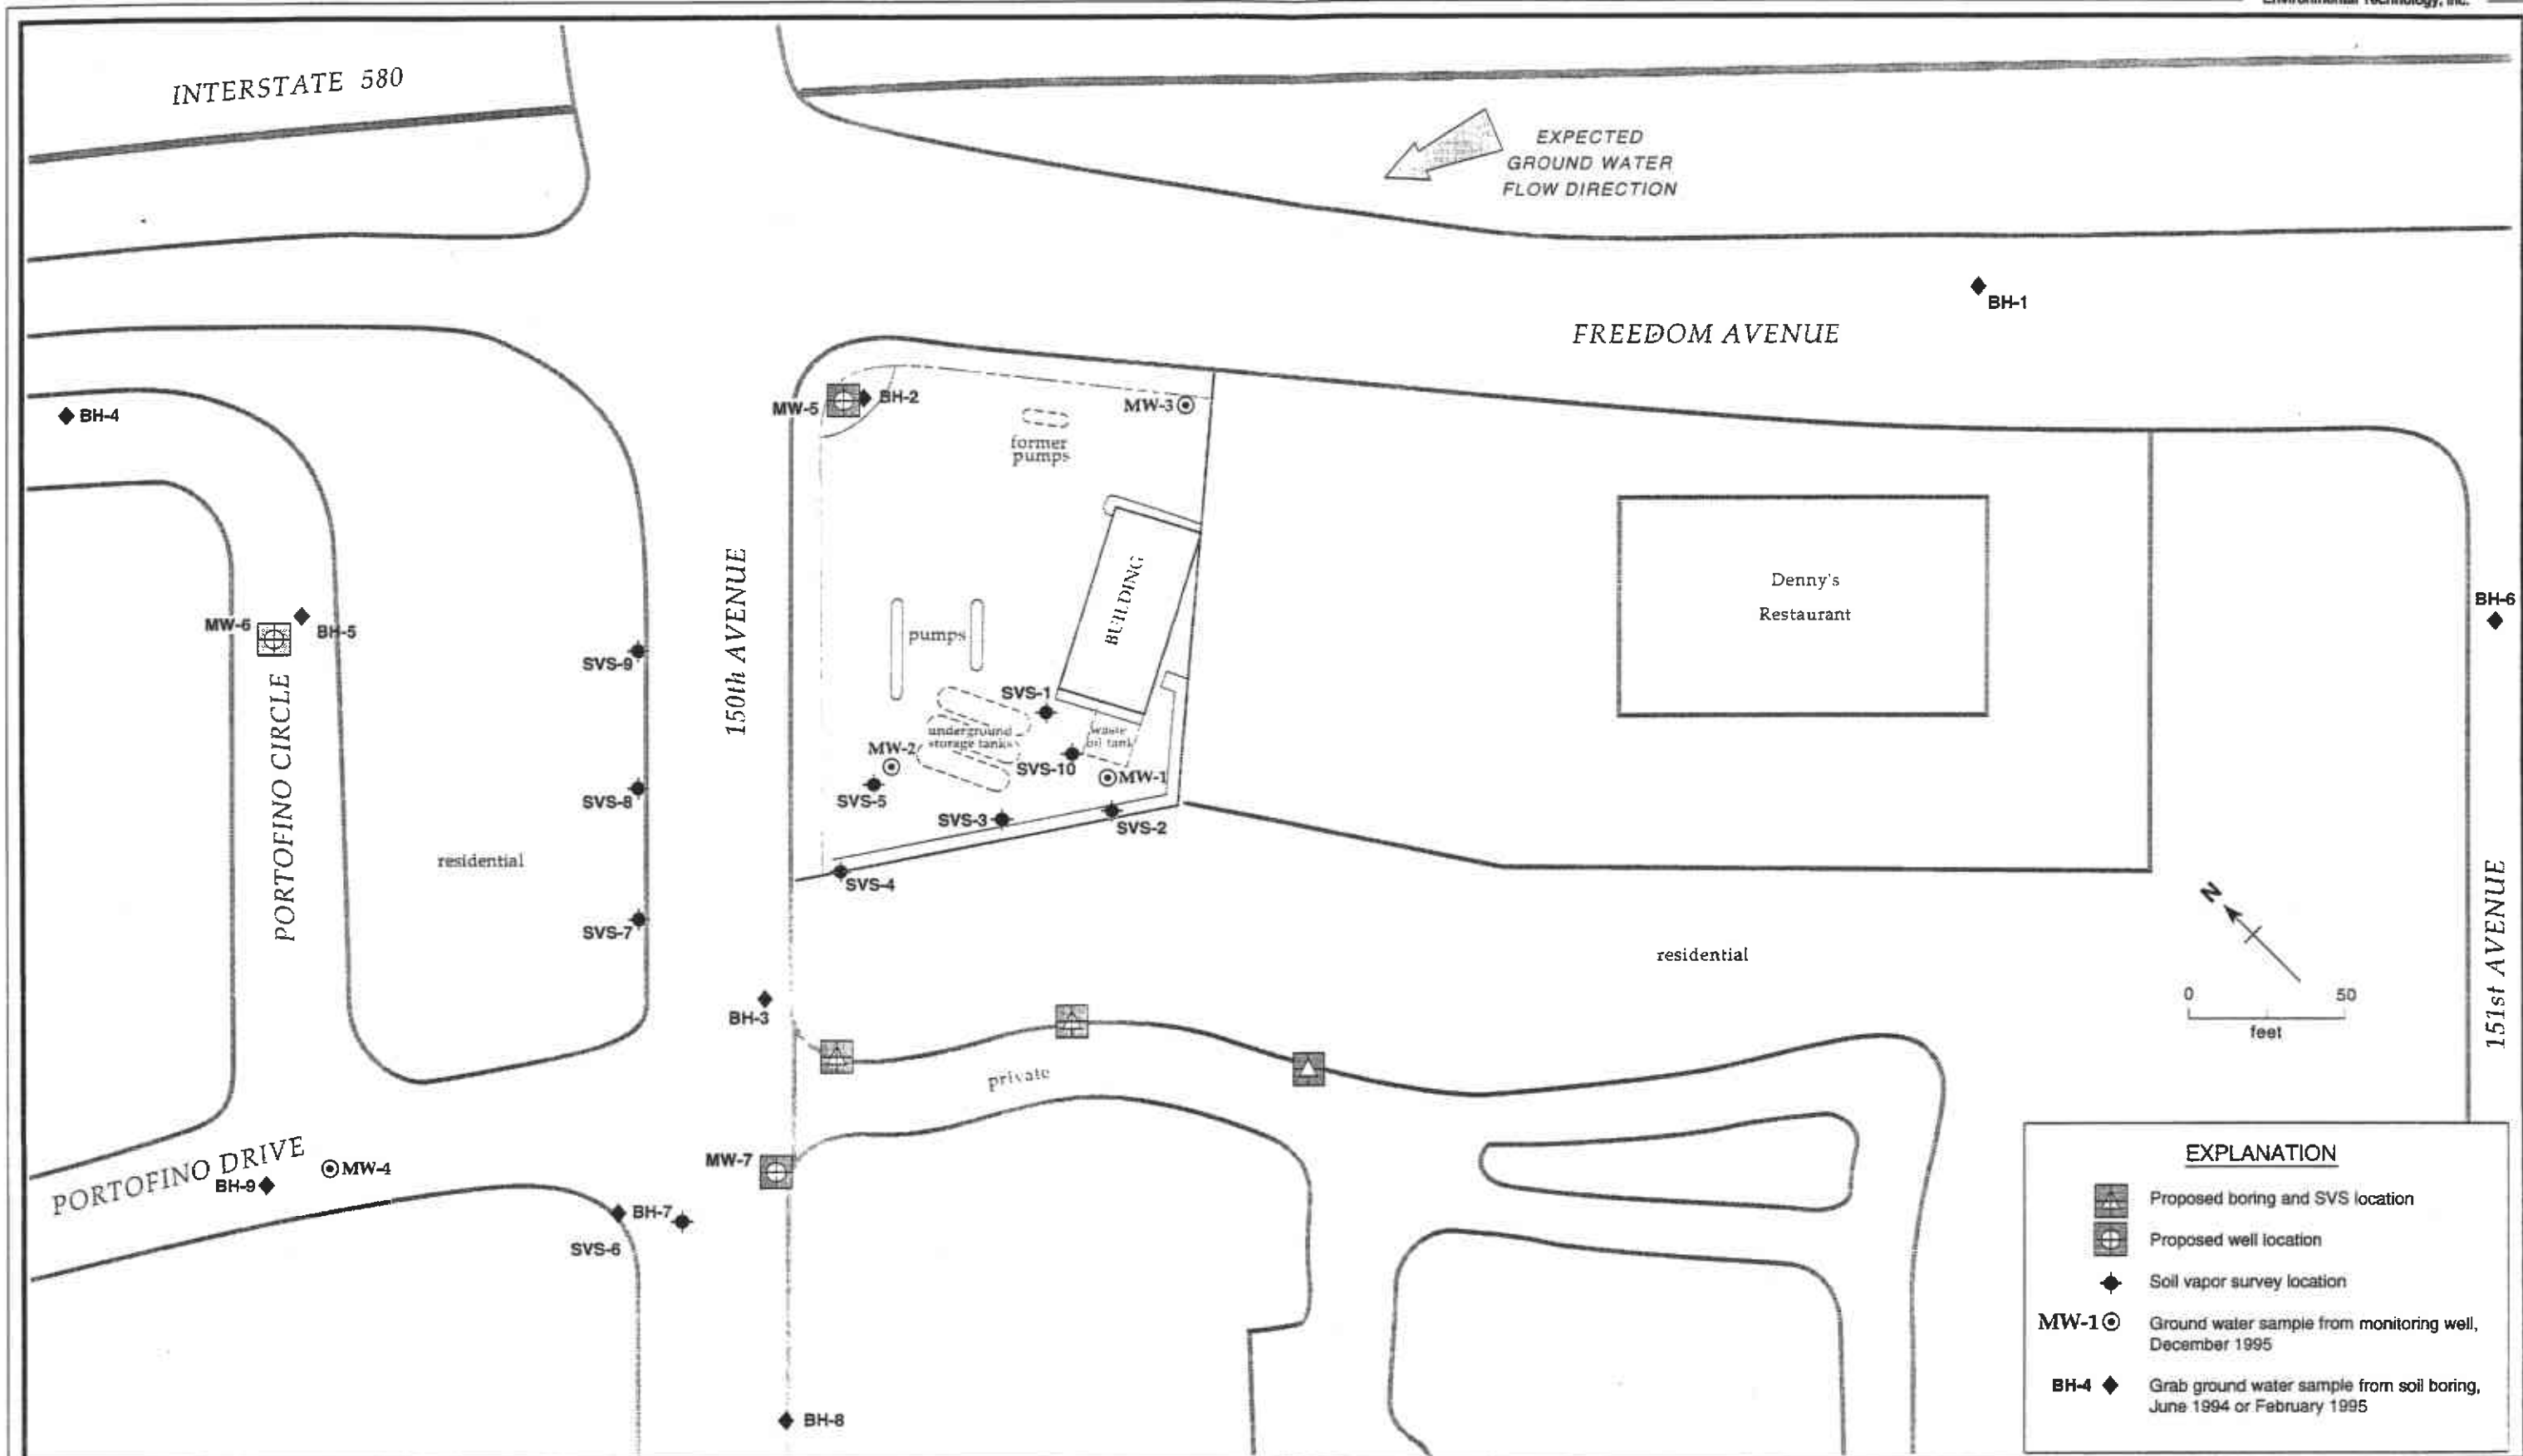 Environmental Technology, Inc.
INTERSTATE 580
EXPECTED
GROUND WATER
FLOW DIRECTION
BH-1
FREEDOM AVENUE
BH-4
MW-5
BH-2
MW-3
former
pumps
150th AVENUE
BUILDING
Denny's
Restaurant
BH-6
MW-6
BH-5
pumps
SVS-9
PORTOFINO CIRCLE
SVS-1
underground
storage tanks
waste
oil tank
MW-2
SVS-10
MW-1
SVS-8
SVS-5
SVS-3
SVS-2
residential
SVS-4
SVS-7
residential
N
0
50
feet
151st AVENUE
BH-3
private
PORTOFINO DRIVE
MW-4
BH-9
MW-7
BH-7
SVS-6
BH-8
EXPLANATION
Proposed boring and SVS location
Proposed well location
Soil vapor survey location
MW-1
Ground water sample from monitoring well,
December 1995
BH-4
Grab ground water sample from soil boring,
June 1994 or February 1995